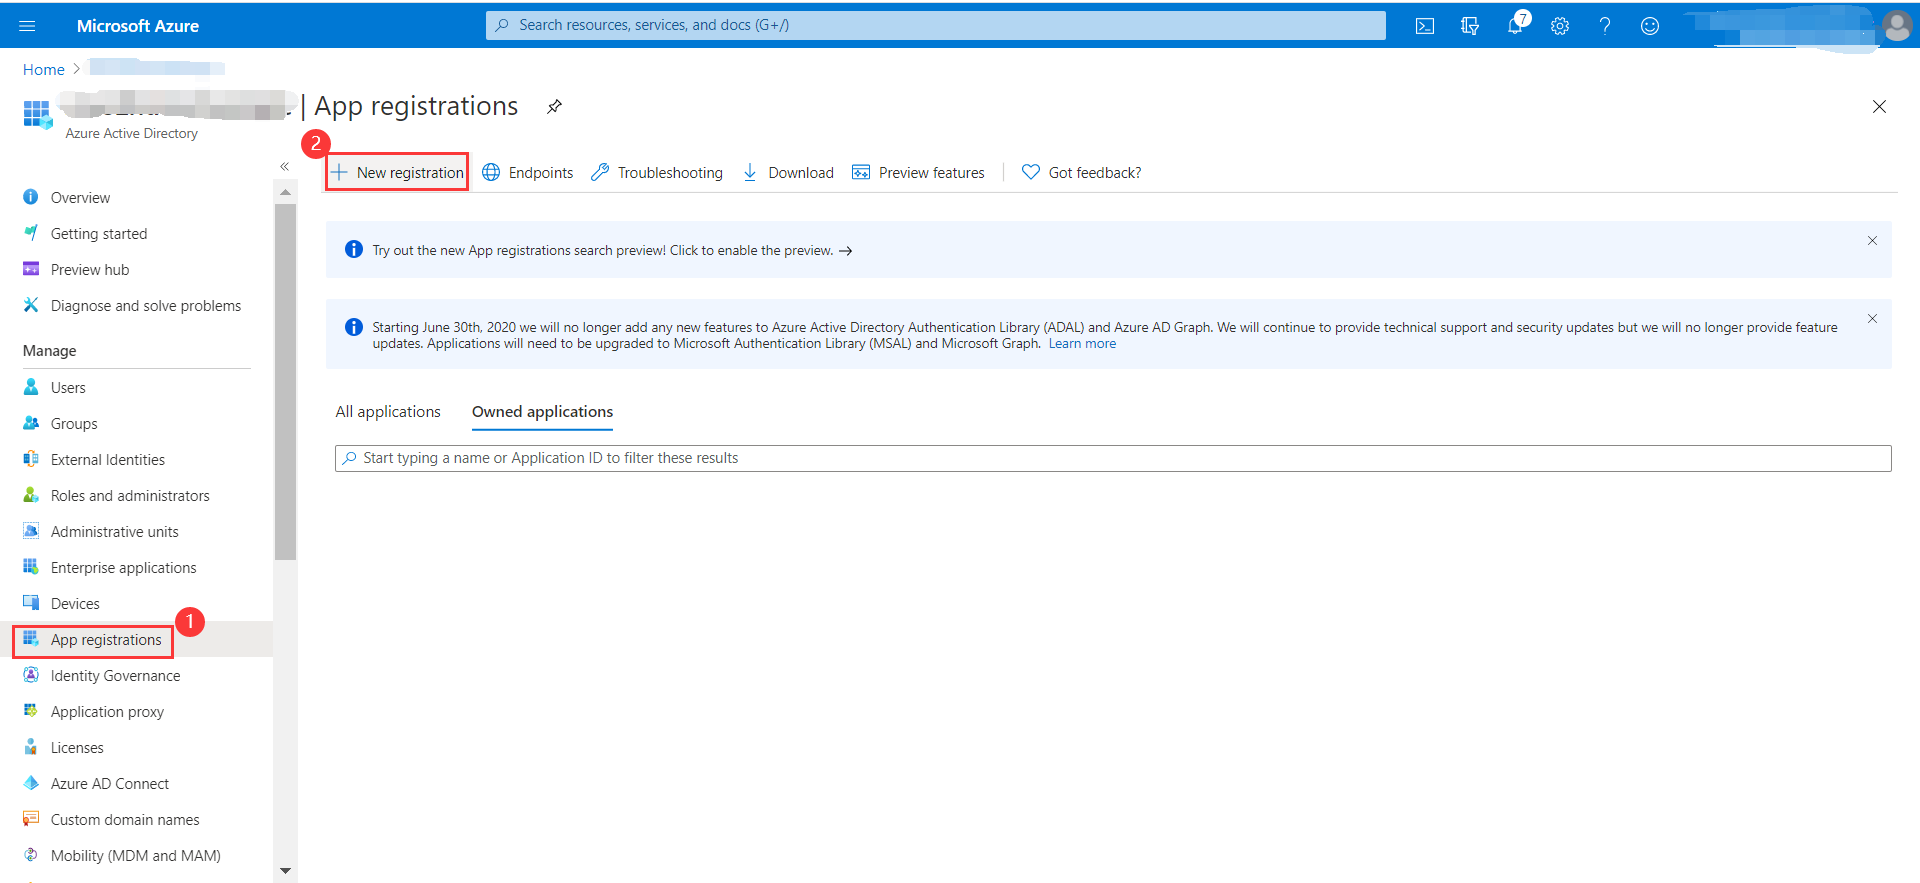 Microsoft Azure
Search resources, services, and docs (G+/)
7
Home >
| App registrations
Azure Active Directory
2
«
New registration
Endpoints
Troubleshooting
Download
Preview features
Got feedback?
Overview
Getting started
Preview hub
Diagnose and solve problems
Manage
Users
Groups
External Identities
Roles and administrators
Administrative units
Enterprise applications
Devices
1
App registrations
Identity Governance
Application proxy
Licenses
Azure AD Connect
Custom domain names
Mobility (MDM and MAM)
Try out the new App registrations search preview! Click to enable the preview. →
Starting June 30th, 2020 we will no longer add any new features to Azure Active Directory Authentication Library (ADAL) and Azure AD Graph. We will continue to provide technical support and security updates but we will no longer provide feature
updates. Applications will need to be upgraded to Microsoft Authentication Library (MSAL) and Microsoft Graph. Learn more
All applications
Owned applications
Start typing a name or Application ID to filter these results